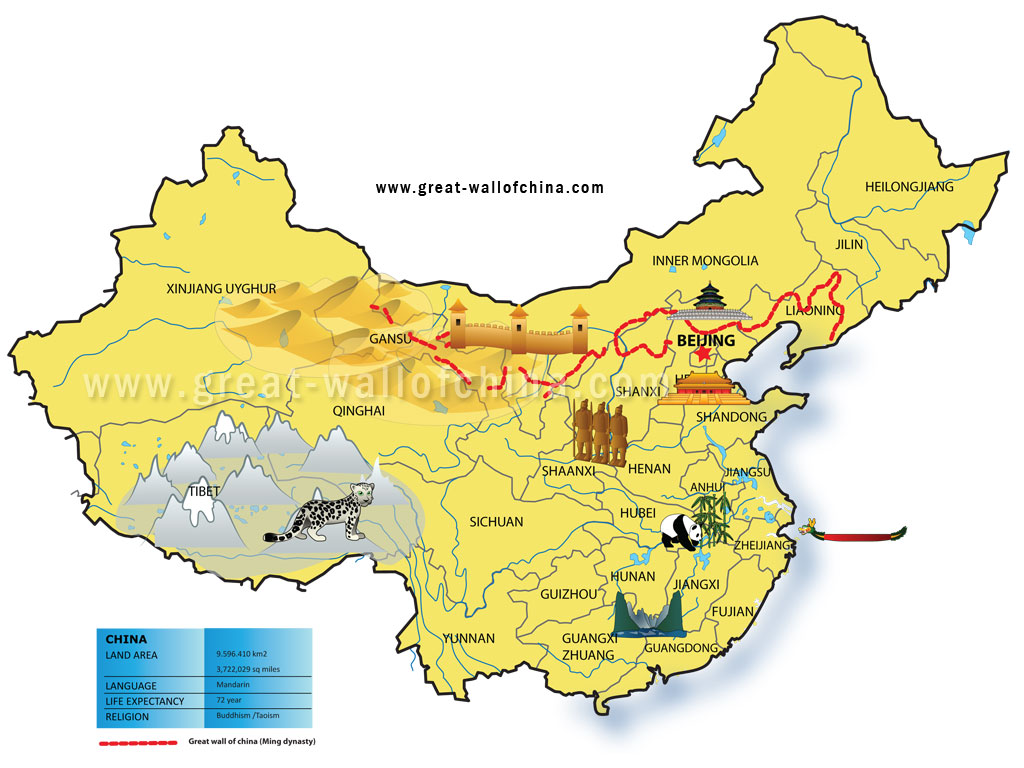 www.great-wallofchina.com
HEILONGJIANG
JILIN
INNER MONGOLIA
XINJIANG UYGHUR
LIAONING
GANSU
BEIJING
www.great-wallofchina.com
HE
SHANXI
QINGHAI
SHANDONG
SHAANXI
HENAN
JIANGSU
ANHUI
TIBET
SICHUAN
HUBEI
ZHEIJIANG
HUNAN
JIANGXI
GUIZHOU
FUJIAN
YUNNAN
GUANGXI
ZHUANG
GUANGDONG
CHINA
LAND AREA 9.596.410 km2
3,722,029 sq miles
LANGUAGE Mandarin
LIFE EXPECTANCY 72 year
RELIGION Buddhism /Taoism
Great wall of china (Ming dynasty)